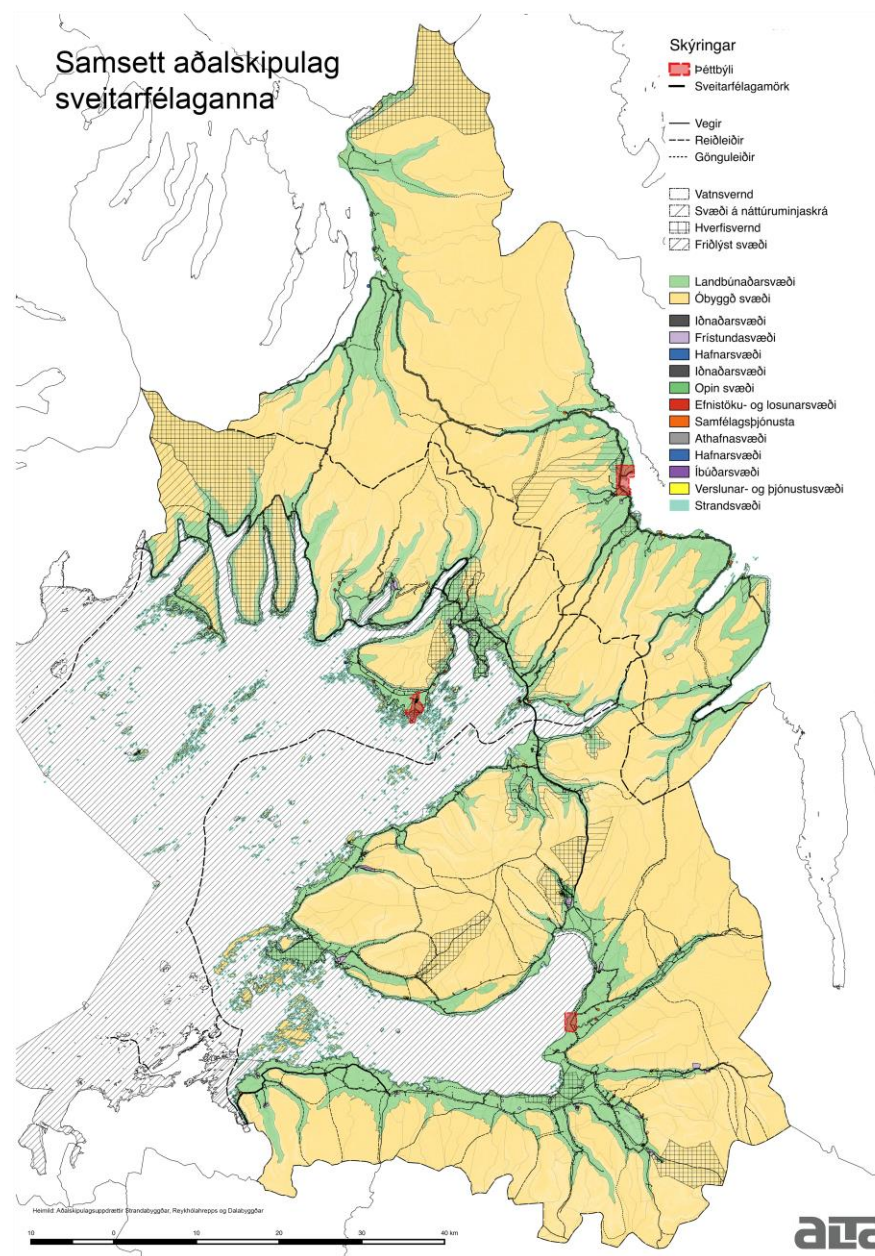 Samsett aðalskipulag
sveitarfélaganna
Skýringar
Þéttbýli
Sveitarfélagamörk
Vegir
Reiðleiðir
Gönguleiðir
Vatnsvernd
Svæði á náttúruminjaskrá
Hverfisvernd
Friðlýst svæði
Landbúnaðarsvæði
Óbyggð svæði
Iðnaðarsvæði
Frístundasvæði
Hafnarsvæði
Iðnaðarsvæði
Opin svæði
Efnistöku- og losunarsvæði
Samfélagsþjónusta
Athafnasvæði
Hafnarsvæði
Íbúðarsvæði
Verslunar- og þjónustusvæði
Strandsvæði
Heimild: Aðalskipulagsuppdrættir Strandabyggðar, Reykhólahrepps og Dalabyggðar
10 0 10 20 30 40 km
alta